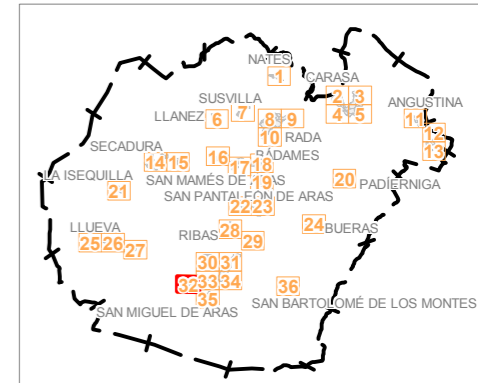 NATES
1
CARASA
2 3
SUSVILLA
ANGUSTINA
LLANEZ 6 7 8 9 4 5 11
10 RADA 12
SECADURA 13
14 15 16 17 18 BÁDAMES
LA ISEQUILLA SAN MAMÉS DE ARAS 19 20 PADÍERNIGA
21 SAN PANTALEÓN DE ARAS
22 23
LLUEVA RIBAS 28 24 BUERAS
25 26 27 29
30 31
32 33 34 36
35 SAN BARTOLOMÉ DE LOS MONTES
SAN MIGUEL DE ARAS